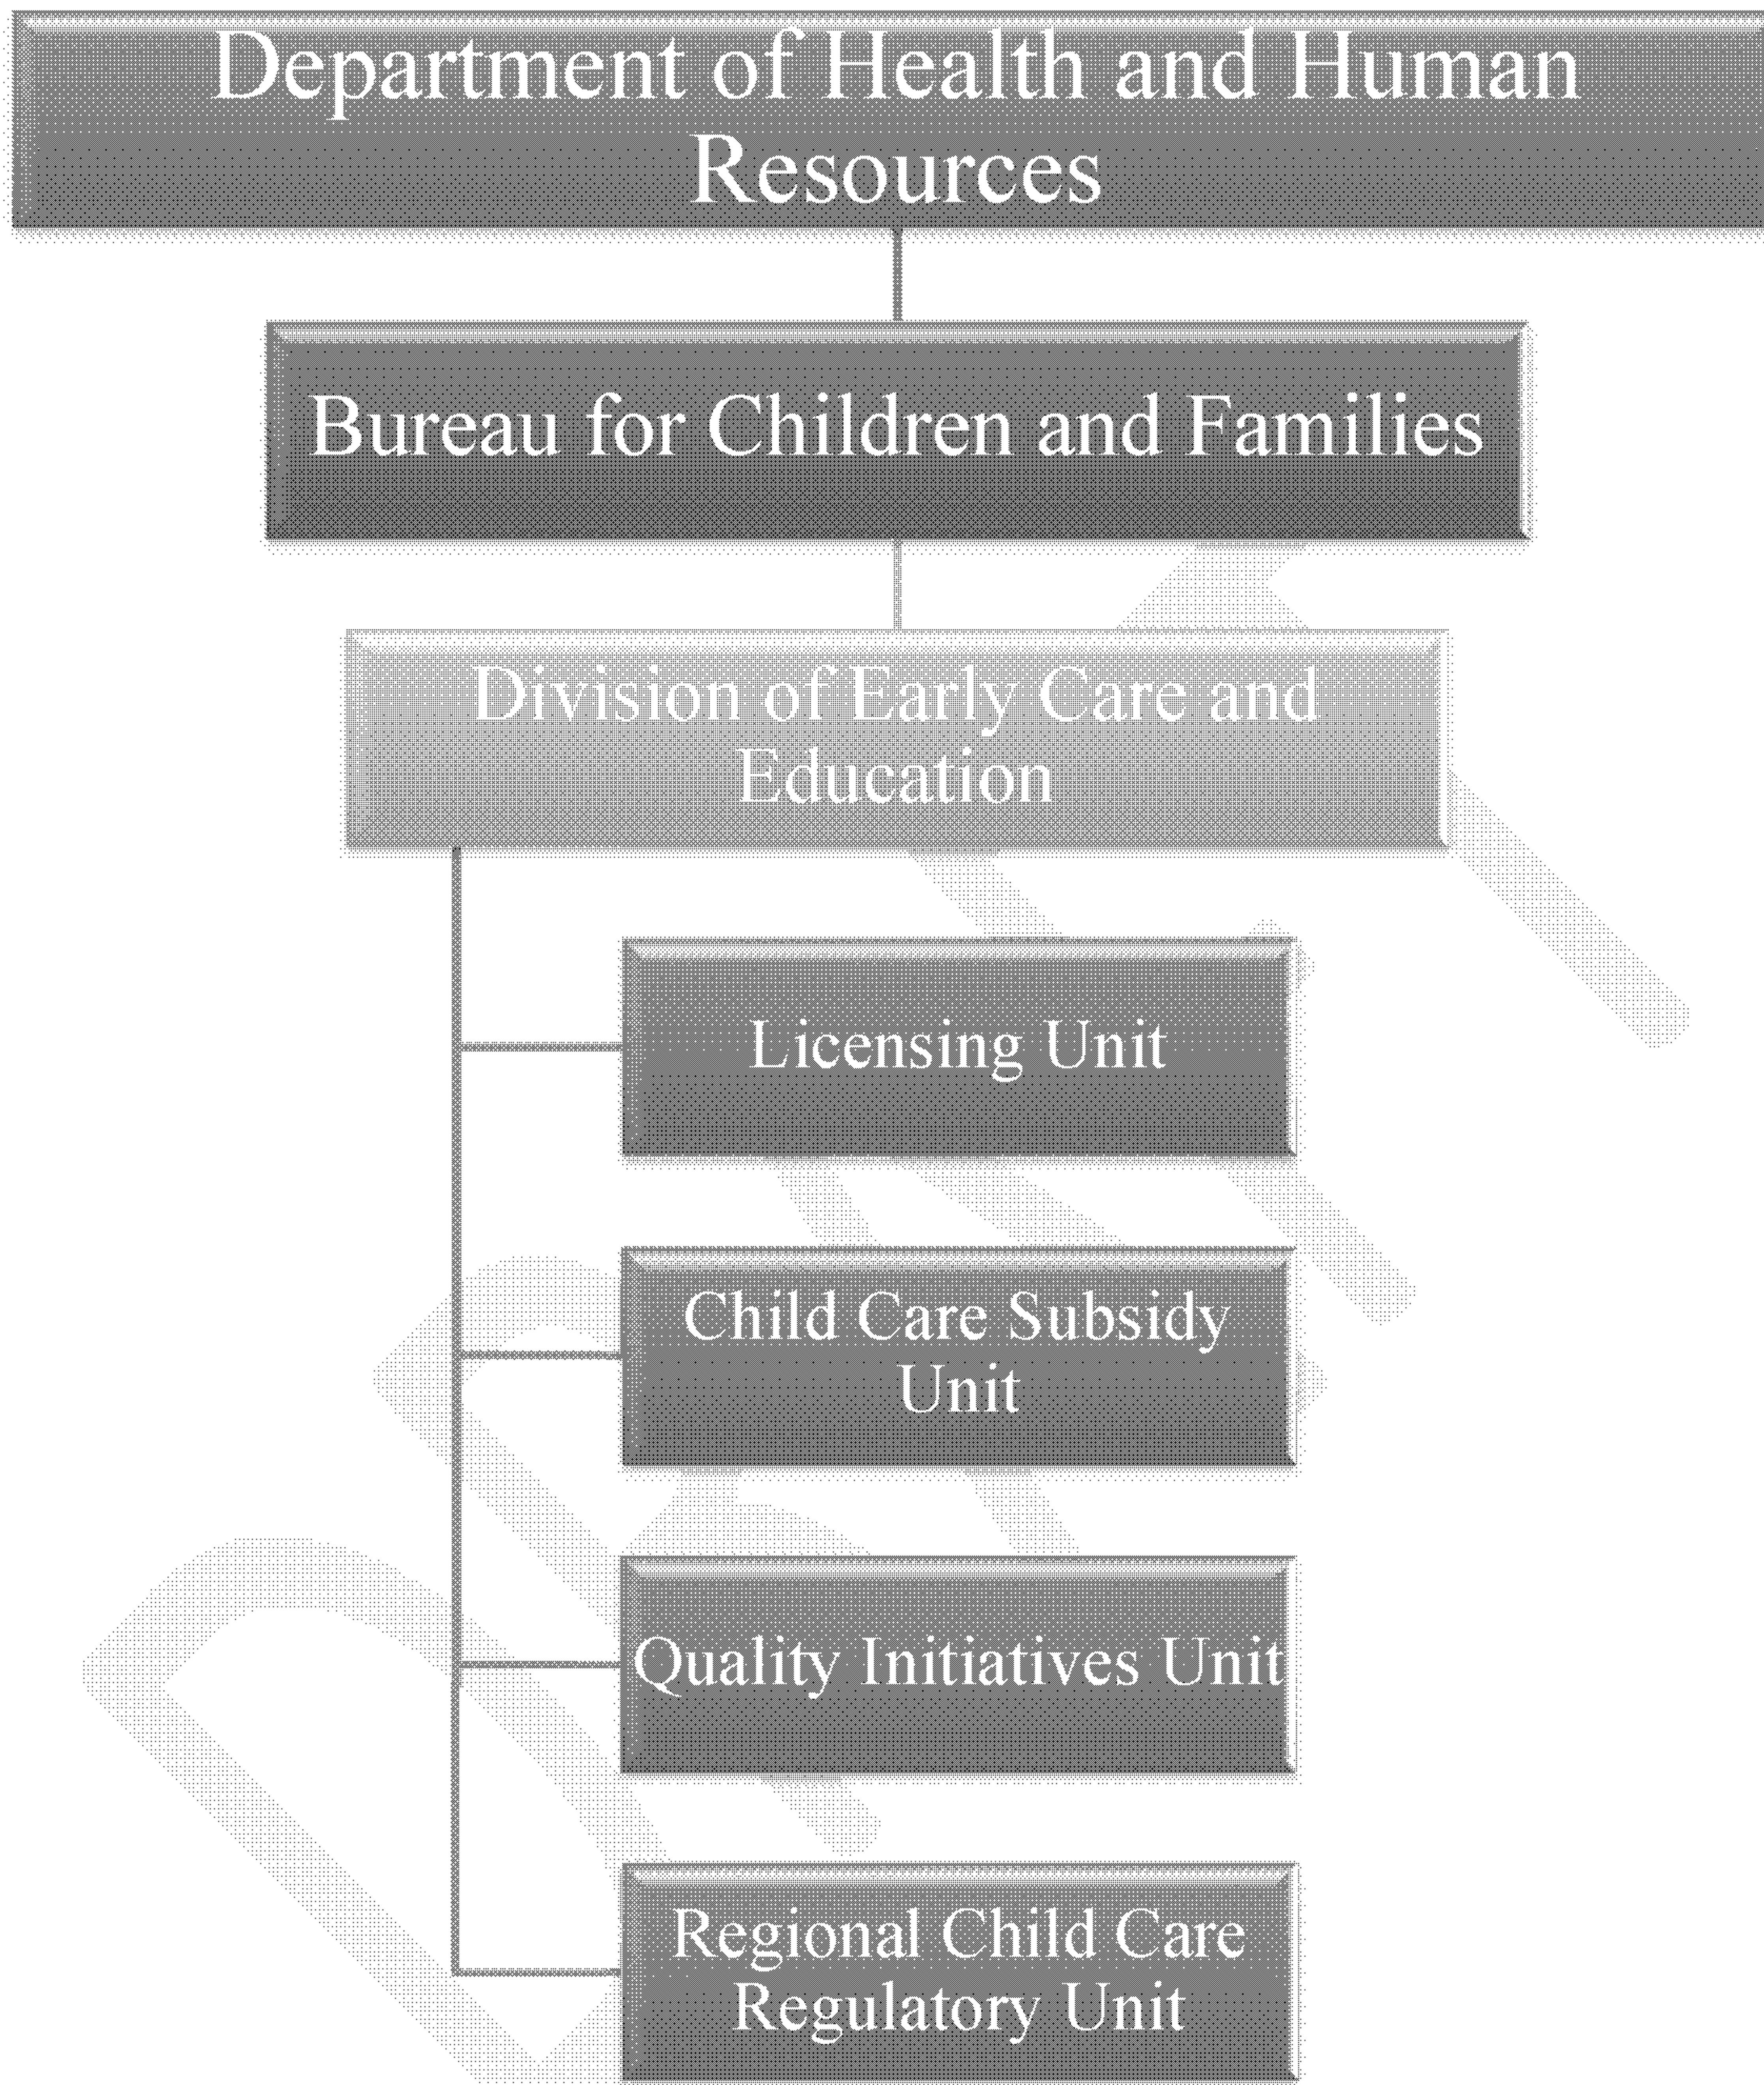 Department of Health and Human
Resources
Bureau for Children and Families
Division of Early Care and
Education
Licensing Unit
Child Care Subsidy
Unit
Quality Initiatives Unit
Regional Child Care
Regulatory Unit